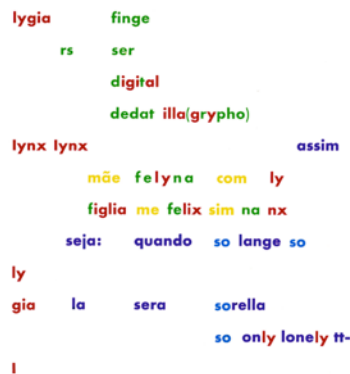 lygia finge
rs ser
digital
dedat illa(grypho)
lynx lynx assim
mãe felyna com ly
figlia me felix sim na nx
seja: quando so lange so
ly
gia la sera sorella
so only lonely tt-
l